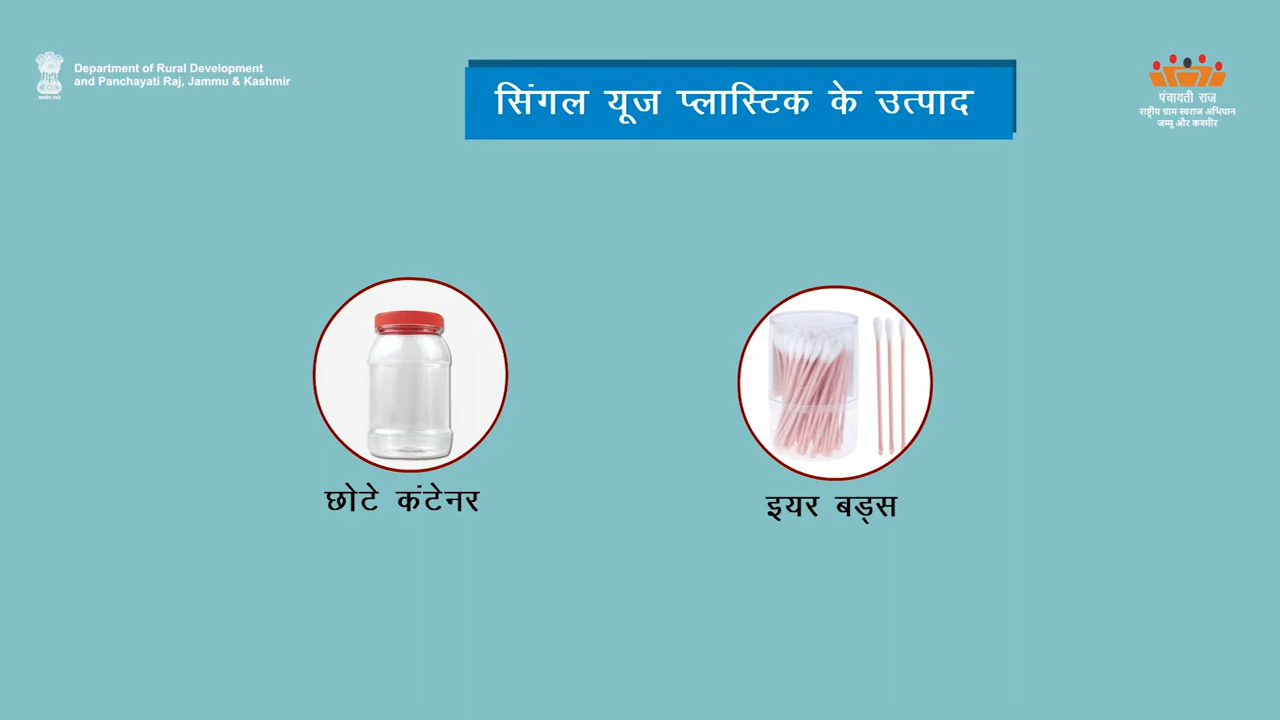 Department of Rural Development
and Panchayati Raj, Jammu & Kashmir
सिंगल यूज प्लास्टिक के उत्पाद
पंचायती राज
राष्ट्रीय ग्राम स्वराज अभियान
जम्मू और कश्मीर
छोटे कंटेनर
इयर बड्स